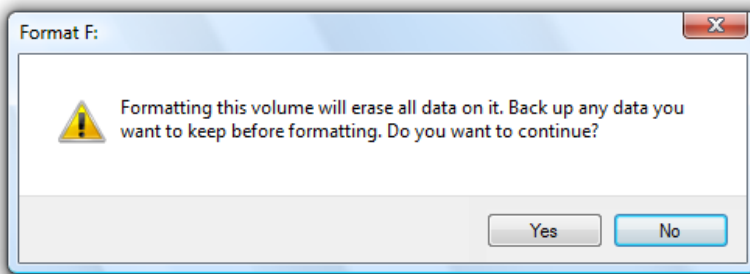 Format F:
Formatting this volume will erase all data on it. Back up any data you
want to keep before formatting. Do you want to continue?
Yes No